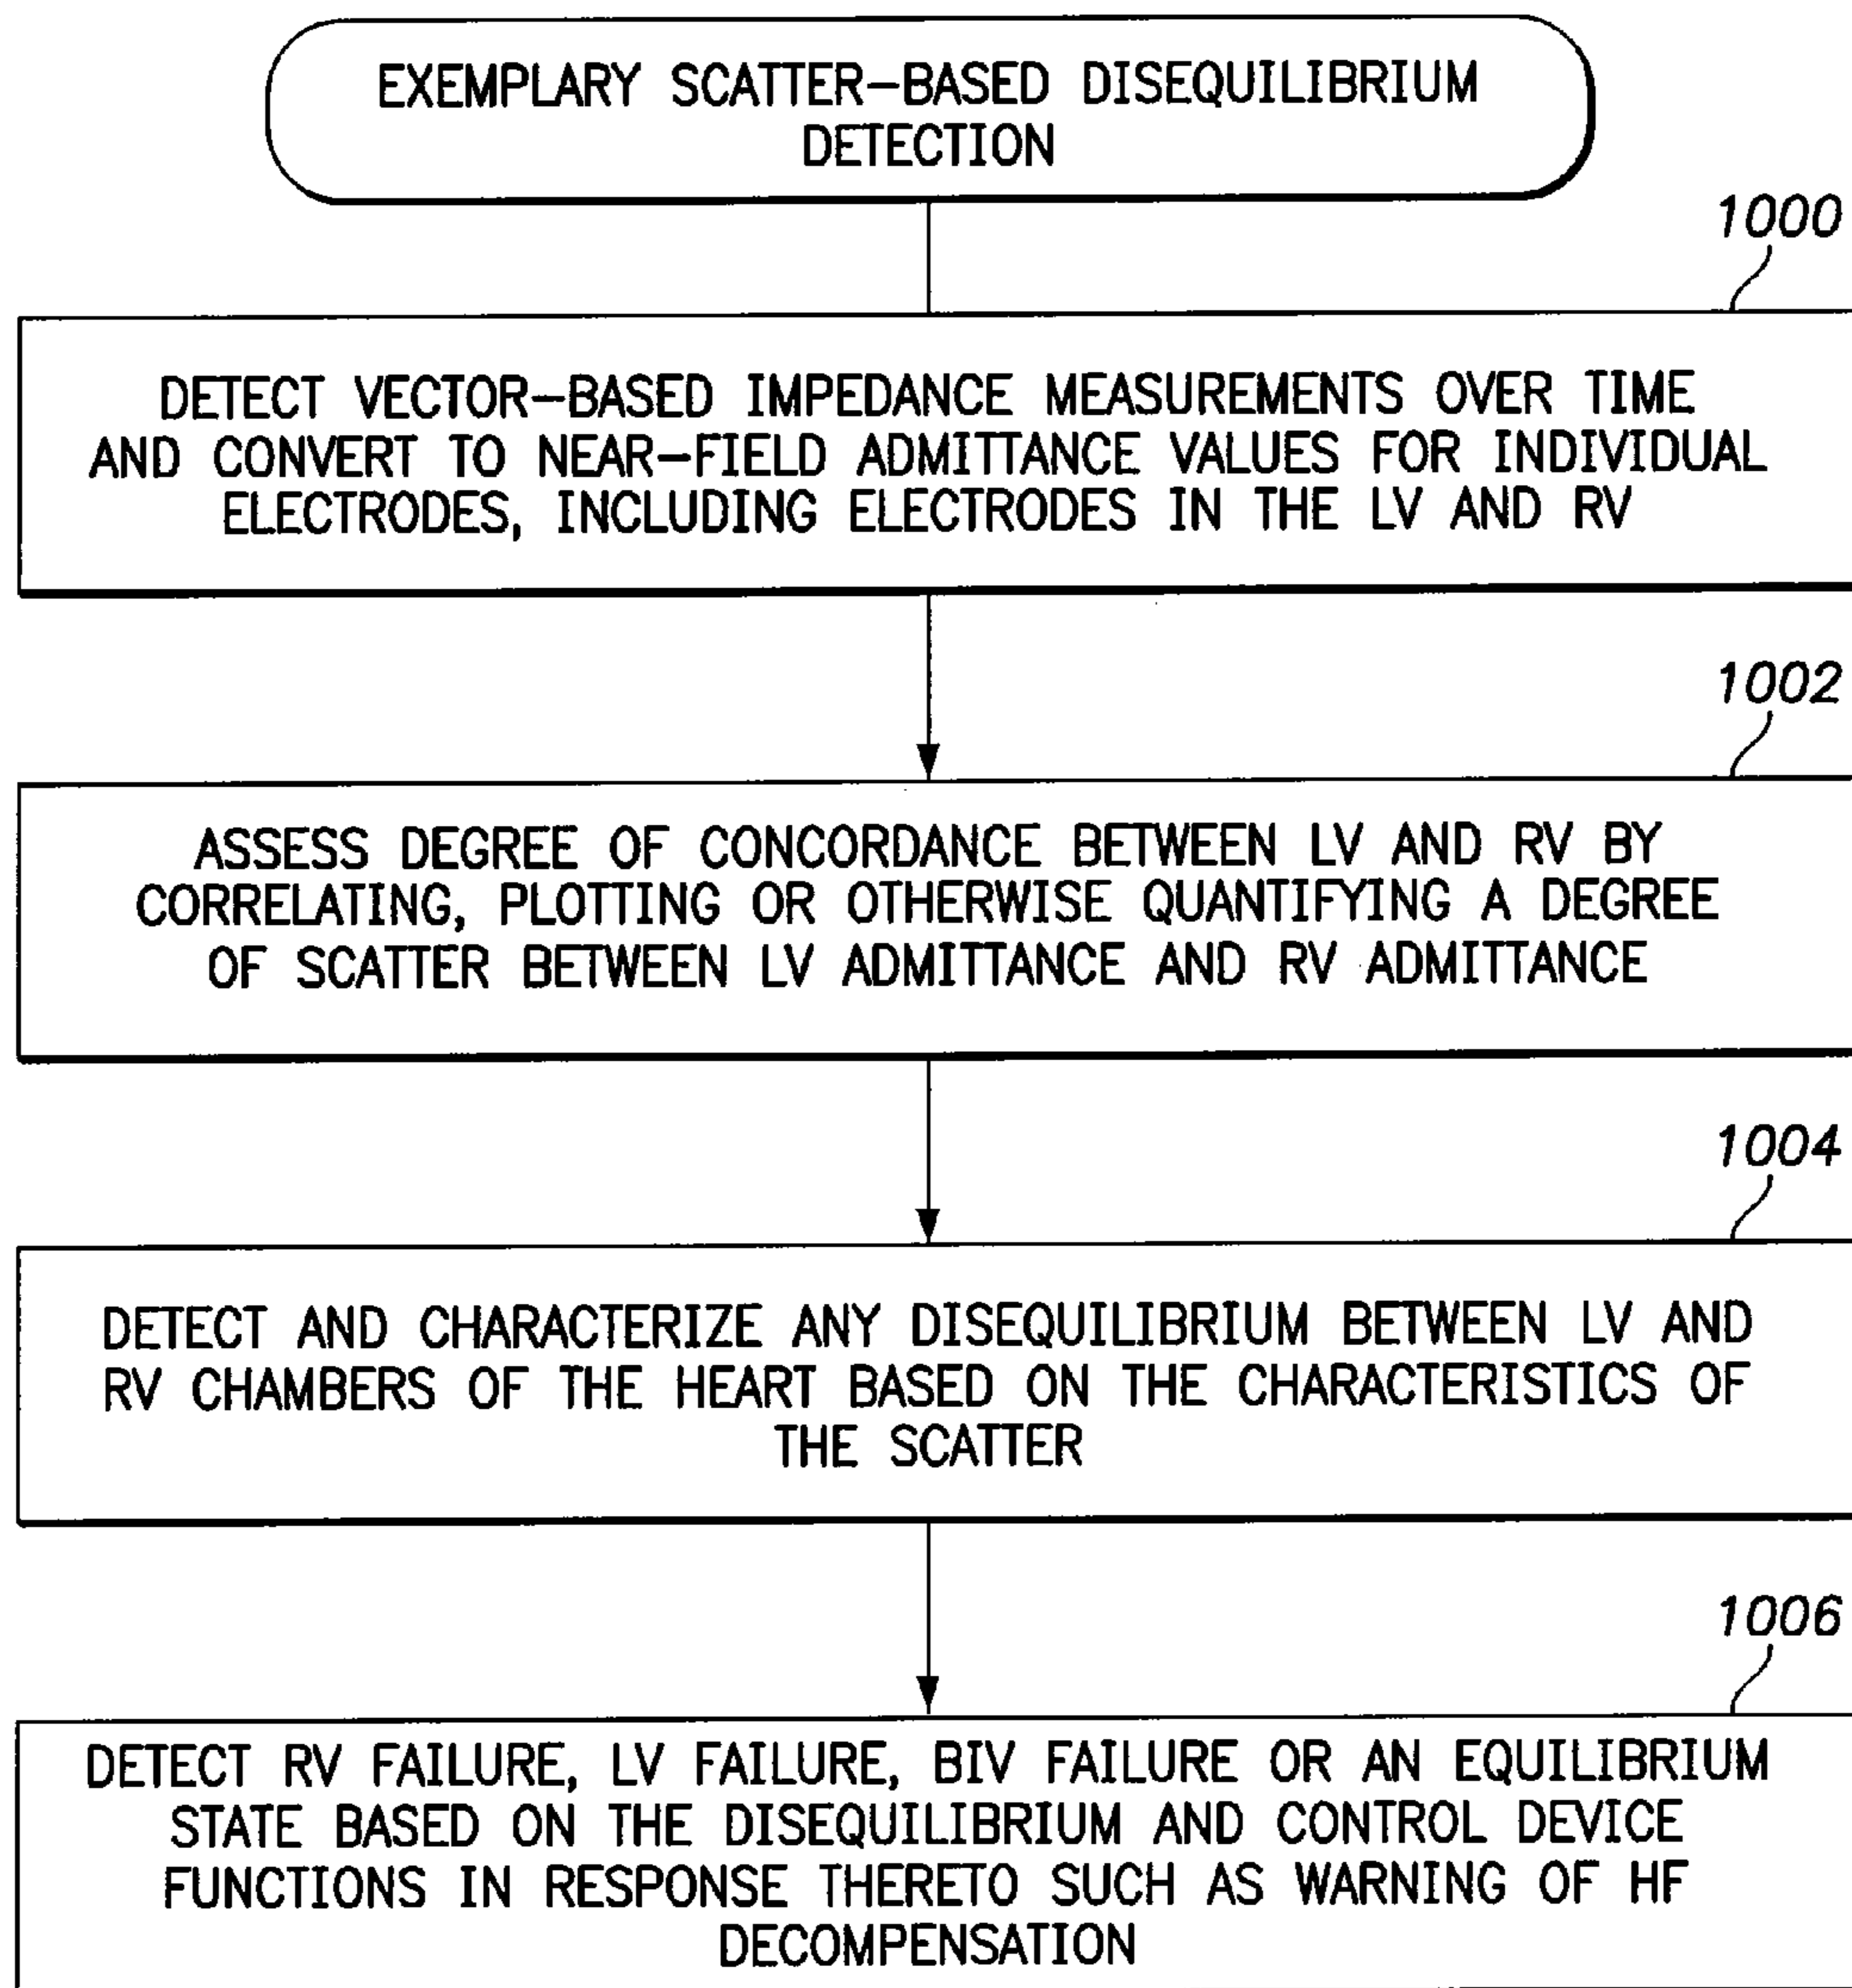 EXEMPLARY SCATTER-BASED DISEQUILIBRIUM
DETECTION
1000
DETECT VECTOR-BASED IMPEDANCE MEASUREMENTS OVER TIME
AND CONVERT TO NEAR-FIELD ADMITTANCE VALUES FOR INDIVIDUAL
ELECTRODES, INCLUDING ELECTRODES IN THE LV AND RV
1002
ASSESS DEGREE OF CONCORDANCE BETWEEN LV AND RV BY
CORRELATING, PLOTTING OR OTHERWISE QUANTIFYING A DEGREE
OF SCATTER BETWEEN LV ADMITTANCE AND RV ADMITTANCE
1004
DETECT AND CHARACTERIZE ANY DISEQUILIBRIUM BETWEEN LV AND
RV CHAMBERS OF THE HEART BASED ON THE CHARACTERISTICS OF
THE SCATTER
1006
DETECT RV FAILURE, LV FAILURE, BIV FAILURE OR AN EQUILIBRIUM
STATE BASED ON THE DISEQUILIBRIUM AND CONTROL DEVICE
FUNCTIONS IN RESPONSE THERETO SUCH AS WARNING OF HF
DECOMPENSATION